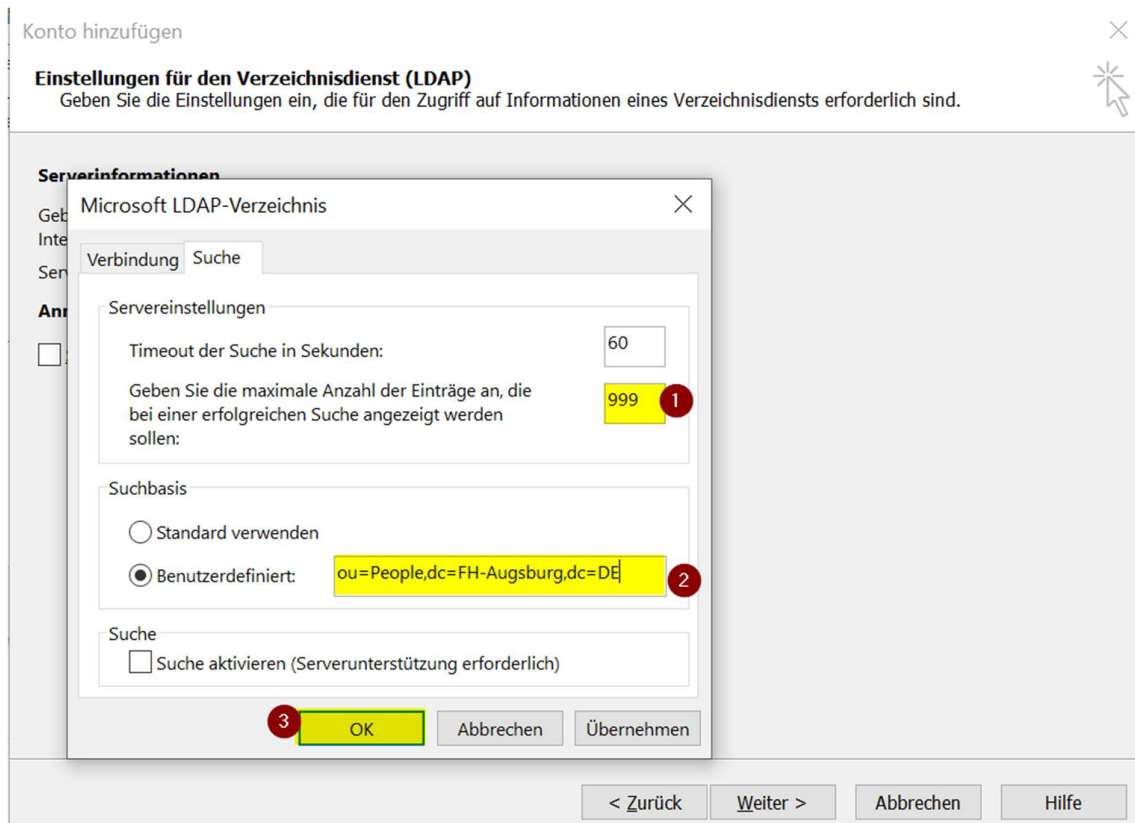 Konto hinzufügen
Einstellungen für den Verzeichnisdienst (LDAP)
Geben Sie die Einstellungen ein, die für den Zugriff auf Informationen eines Verzeichnisdiensts erforderlich sind.
Serverinformationen
Microsoft LDAP-Verzeichnis
Verbindung Suche
Servereinstellungen
Timeout der Suche in Sekunden: 60
Geben Sie die maximale Anzahl der Einträge an, die
bei einer erfolgreichen Suche angezeigt werden
sollen:
999 1
Suchbasis
Standard verwenden
Benutzerdefiniert: ou=People,dc=FH-Augsburg,dc=DE 2
Suche
Suche aktivieren (Serverunterstützung erforderlich)
3 OK Abbrechen Übernehmen
< Zurück Weiter > Abbrechen Hilfe